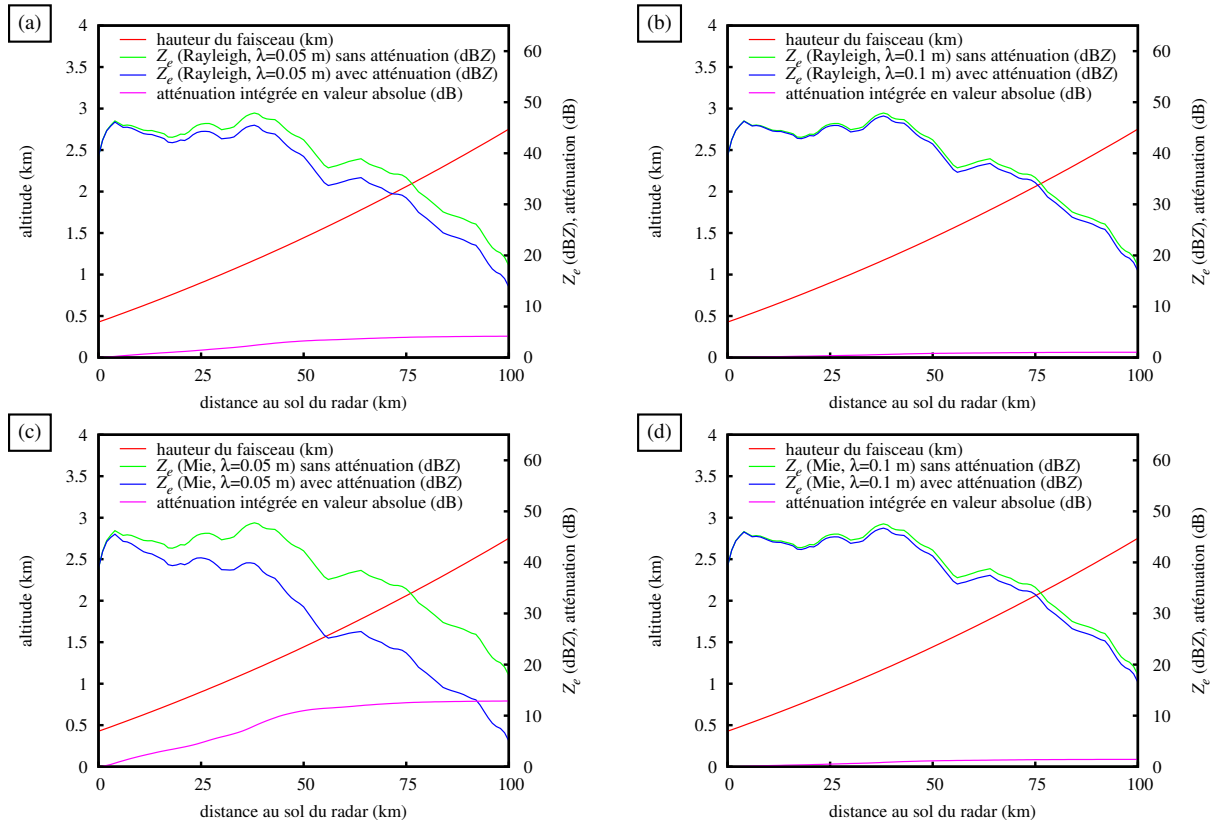 (a)
hauteur du faisceau (km)
Z_e (Rayleigh, λ=0.05 m) sans atténuation (dBZ)
Z_e (Rayleigh, λ=0.05 m) avec atténuation (dBZ)
atténuation intégrée en valeur absolue (dB)
4
3.5
3
2.5
2
1.5
1
0.5
0
altitude (km)
60
50
40
30
20
10
0
Z_e (dBZ), atténuation (dB)
0 25 50 75 100
distance au sol du radar (km)
(b)
hauteur du faisceau (km)
Z_e (Rayleigh, λ=0.1 m) sans atténuation (dBZ)
Z_e (Rayleigh, λ=0.1 m) avec atténuation (dBZ)
atténuation intégrée en valeur absolue (dB)
4
3.5
3
2.5
2
1.5
1
0.5
0
altitude (km)
60
50
40
30
20
10
0
Z_e (dBZ), atténuation (dB)
0 25 50 75 100
distance au sol du radar (km)
(c)
hauteur du faisceau (km)
Z_e (Mie, λ=0.05 m) sans atténuation (dBZ)
Z_e (Mie, λ=0.05 m) avec atténuation (dBZ)
atténuation intégrée en valeur absolue (dB)
4
3.5
3
2.5
2
1.5
1
0.5
0
altitude (km)
60
50
40
30
20
10
0
Z_e (dBZ), atténuation (dB)
0 25 50 75 100
distance au sol du radar (km)
(d)
hauteur du faisceau (km)
Z_e (Mie, λ=0.1 m) sans atténuation (dBZ)
Z_e (Mie, λ=0.1 m) avec atténuation (dBZ)
atténuation intégrée en valeur absolue (dB)
4
3.5
3
2.5
2
1.5
1
0.5
0
altitude (km)
60
50
40
30
20
10
0
Z_e (dBZ), atténuation (dB)
0 25 50 75 100
distance au sol du radar (km)